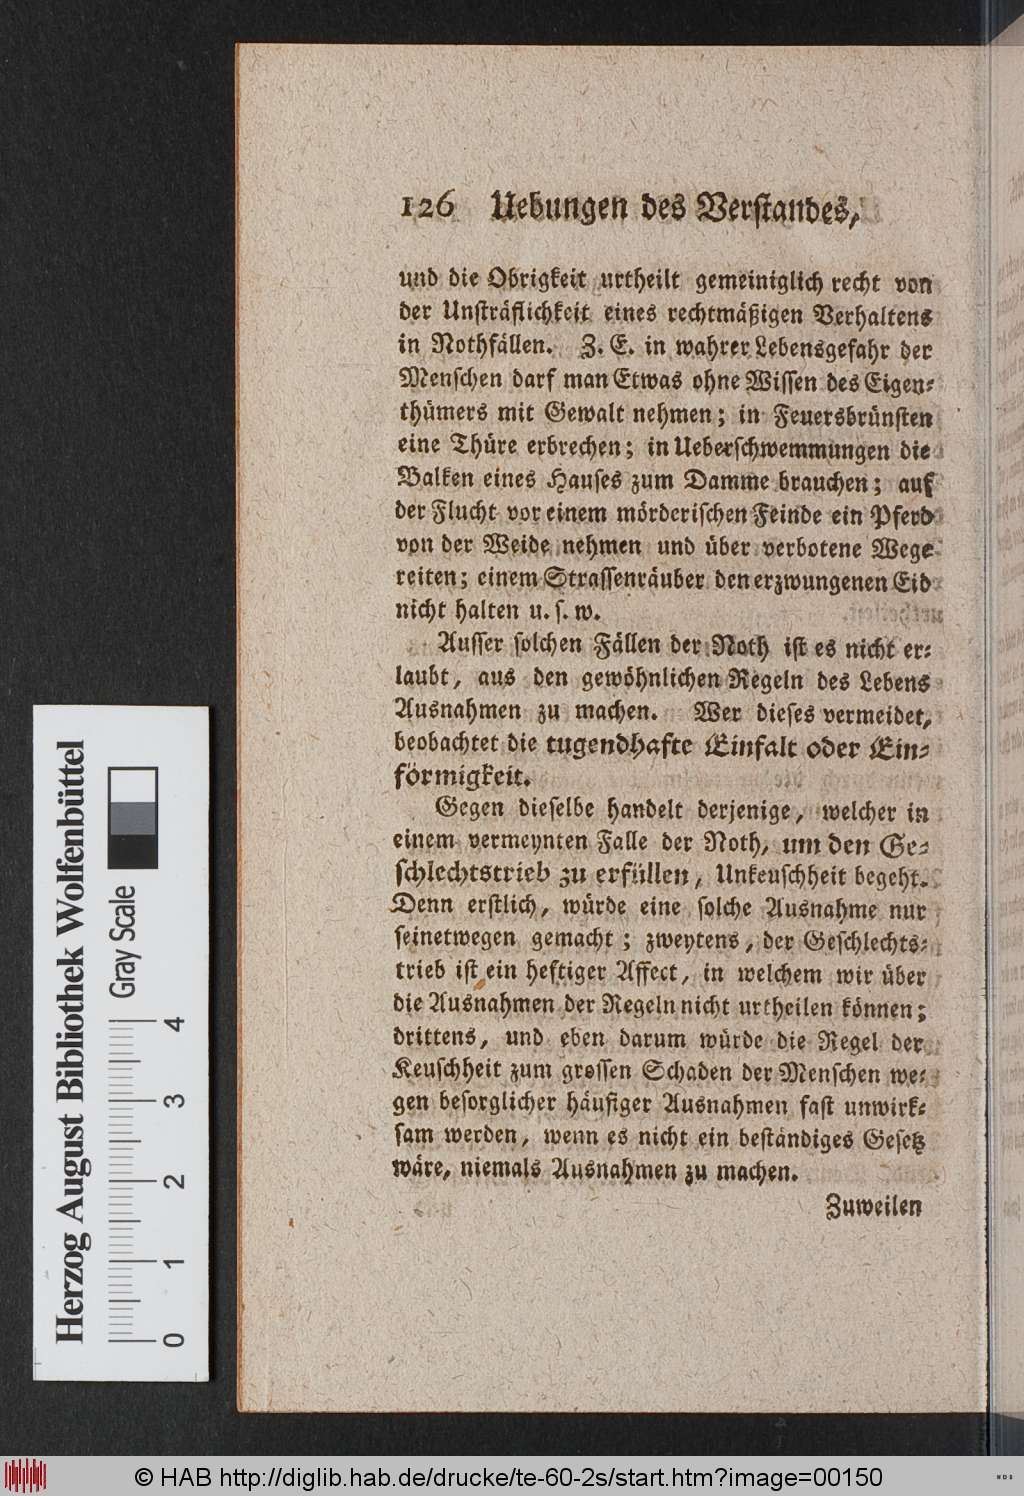 126 Uebungen des Verstandes,
und die Obrigkeit urtheilt gemeiniglich recht von
der Unsträflichkeit eines rechtmäßigen Verhaltens
in Nothfällen. Z. E. in wahrer Lebensgefahr der
Menschen darf man Etwas ohne Wissen des Eigen-
thümers mit Gewalt nehmen; in Feuersbrünsten
eine Thüre erbrechen; in Ueberschwemmungen die
Balken eines Hauses zum Damme brauchen; auf
der Flucht vor einem mörderischen Feinde ein Pferd
von der Weide nehmen und über verbotene Wege
reiten; einem Strassenräuber den erzwungenen Eid
nicht halten u. s. w.
Ausser solchen Fällen der Noth ist es nicht er-
laubt, aus den gewöhnlichen Regeln des Lebens
Ausnahmen zu machen. Wer dieses vermeidet,
beobachtet die tugendhafte Einfalt oder Ein-
förmigkeit.
Gegen dieselbe handelt derjenige, welcher in
einem vermeynten Falle der Noth, um den Ge-
schlechtstrieb zu erfüllen, Unkeuschheit begeht.
Denn erstlich, würde eine solche Ausnahme nur
seinetwegen gemacht; zweytens, der Geschlechts-
trieb ist ein heftiger Affect, in welchem wir über
die Ausnahmen der Regeln nicht urtheilen können;
drittens, und eben darum würde die Regel der
Keuschheit zum grossen Schaden der Menschen we-
gen besorglicher häufiger Ausnahmen fast unwirk-
sam werden, wenn es nicht ein beständiges Gesetz
wäre, niemals Ausnahmen zu machen.
Zuweilen
Herzog August Bibliothek Wolfenbüttel
Gray Scale
0 1 2 3 4
© HAB http://diglib.hab.de/drucke/te-60-2s/start.htm?image=00150